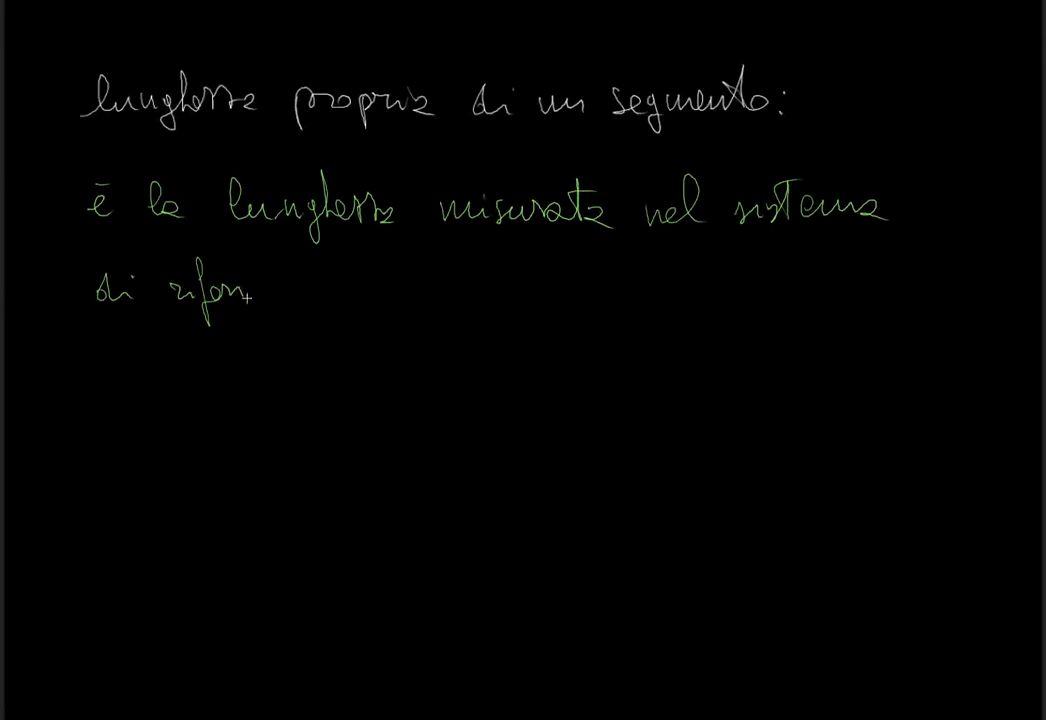 lunghezza propria di un segmento:
è la lunghezza misurata nel sistema
di rifer